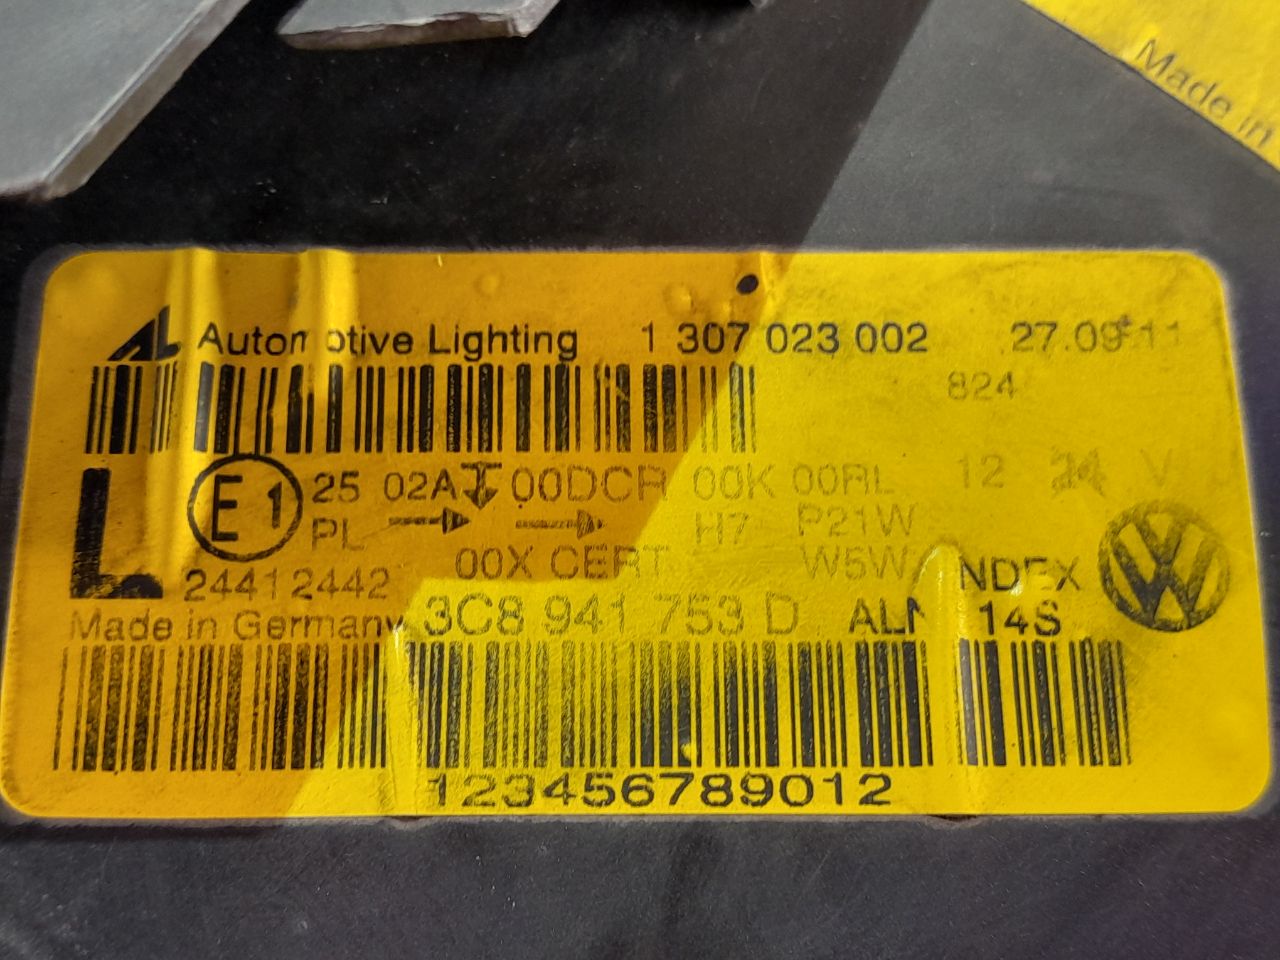 Made in
AL Automotive Lighting 1 307 023 002 27.09.11
824
L E1 25 02A 00DCR 00K 00RL 12 24 V
PL H7 P21W
00X CERT W5W
24412442 INDEX
Made in Germany 3C8 941 753 D ALN 14S
123456789012